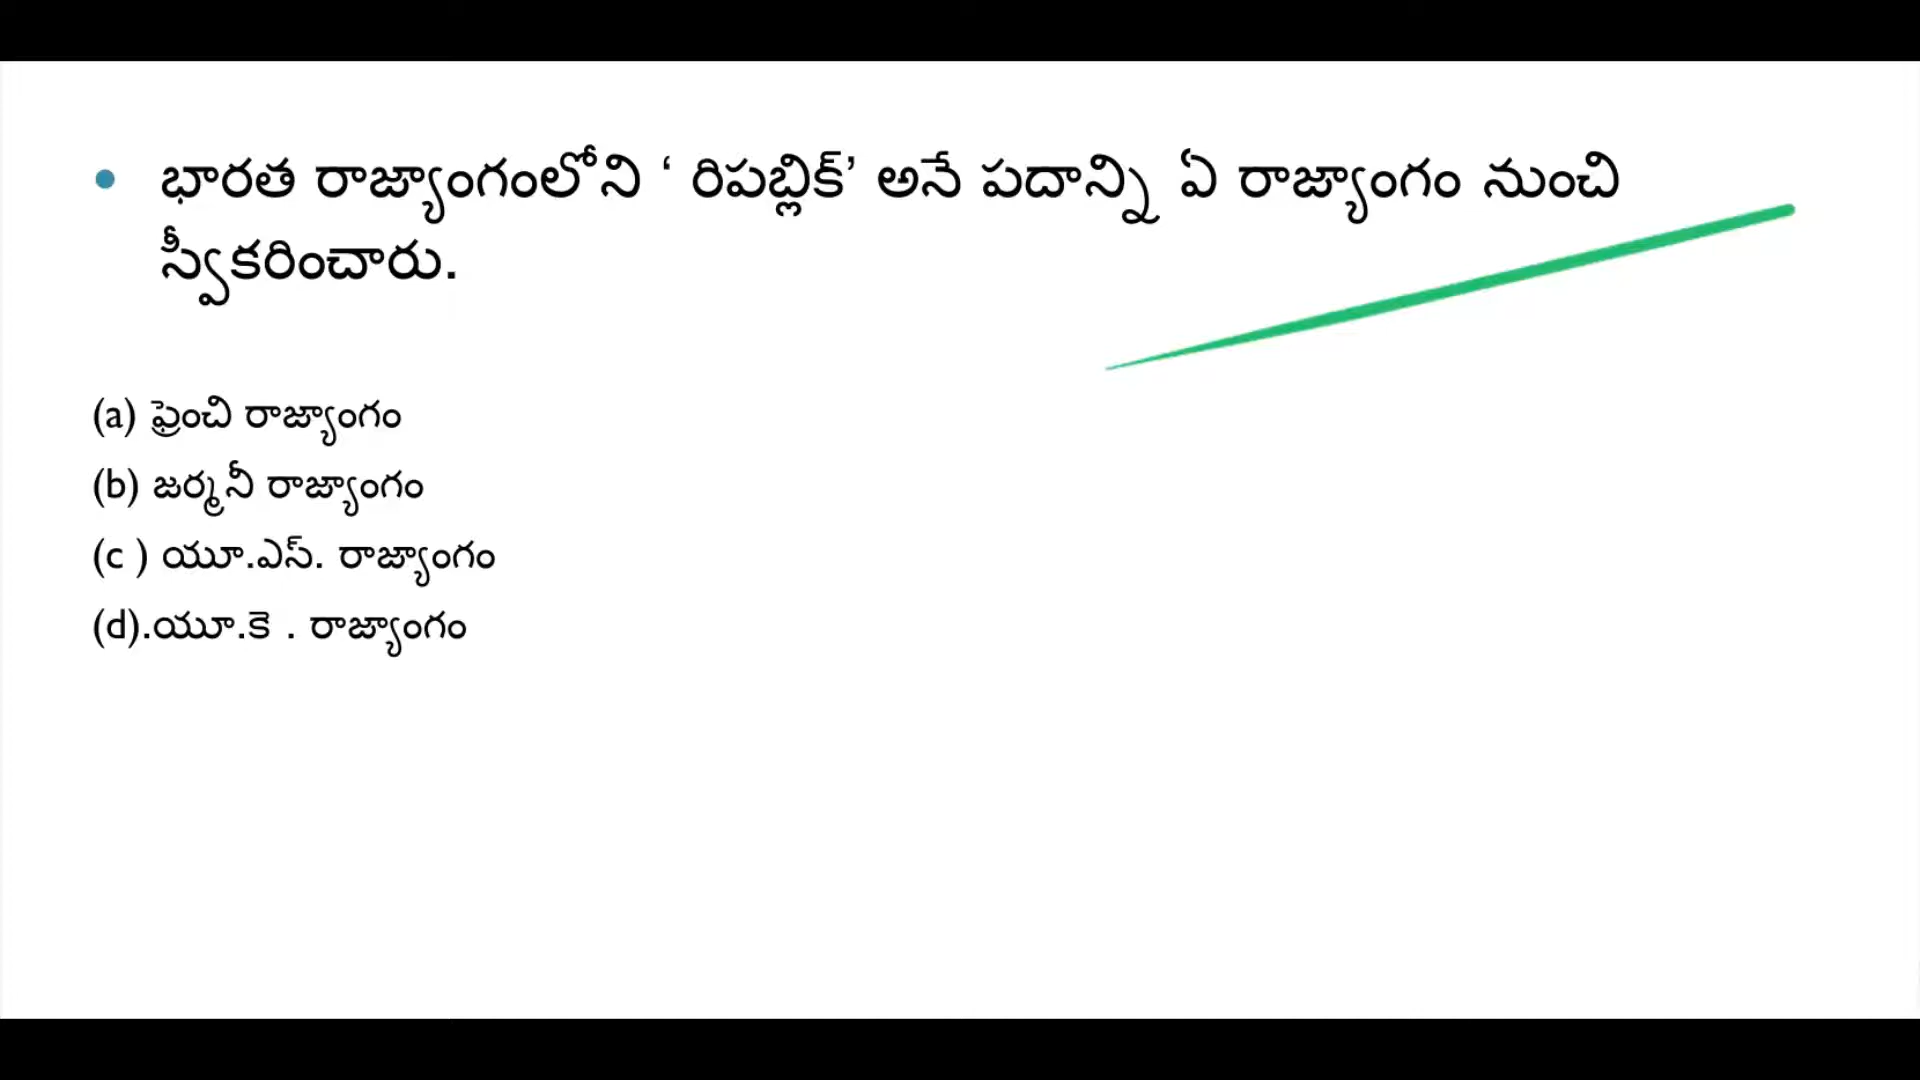 • భారత రాజ్యాంగంలోని ‘ రిపబ్లిక్’ అనే పదాన్ని ఏ రాజ్యాంగం నుంచి
స్వీకరించారు.
(a) ఫ్రెంచి రాజ్యాంగం
(b) జర్మనీ రాజ్యాంగం
(c ) యూ.ఎస్. రాజ్యాంగం
(d).యూ.కె . రాజ్యాంగం